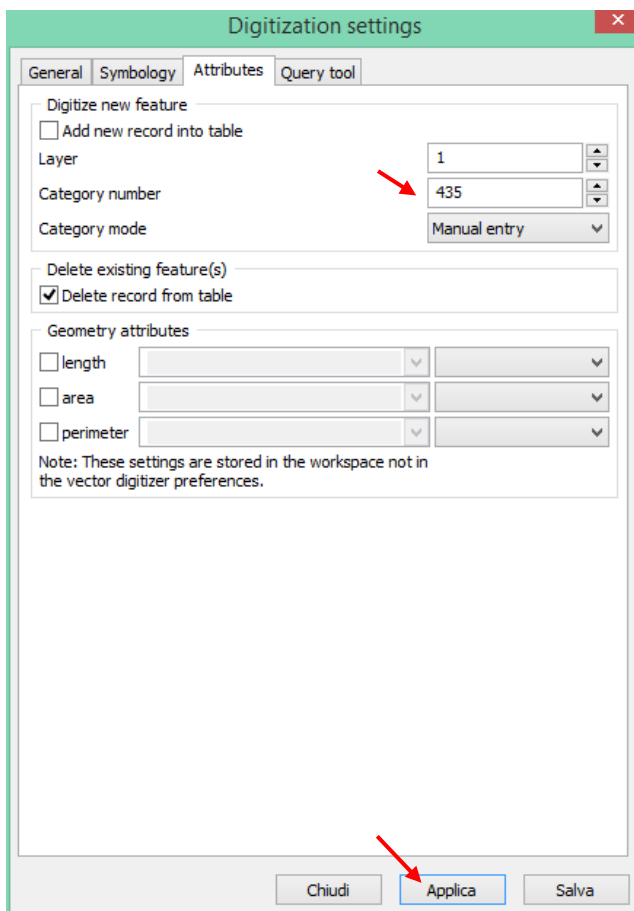 Digitization settings
General Symbology Attributes Query tool
Digitize new feature
Add new record into table
Layer 1
Category number 435
Category mode Manual entry
Delete existing feature(s)
Delete record from table
Geometry attributes
length
area
perimeter
Note: These settings are stored in the workspace not in
the vector digitizer preferences.
Chiudi Applica Salva